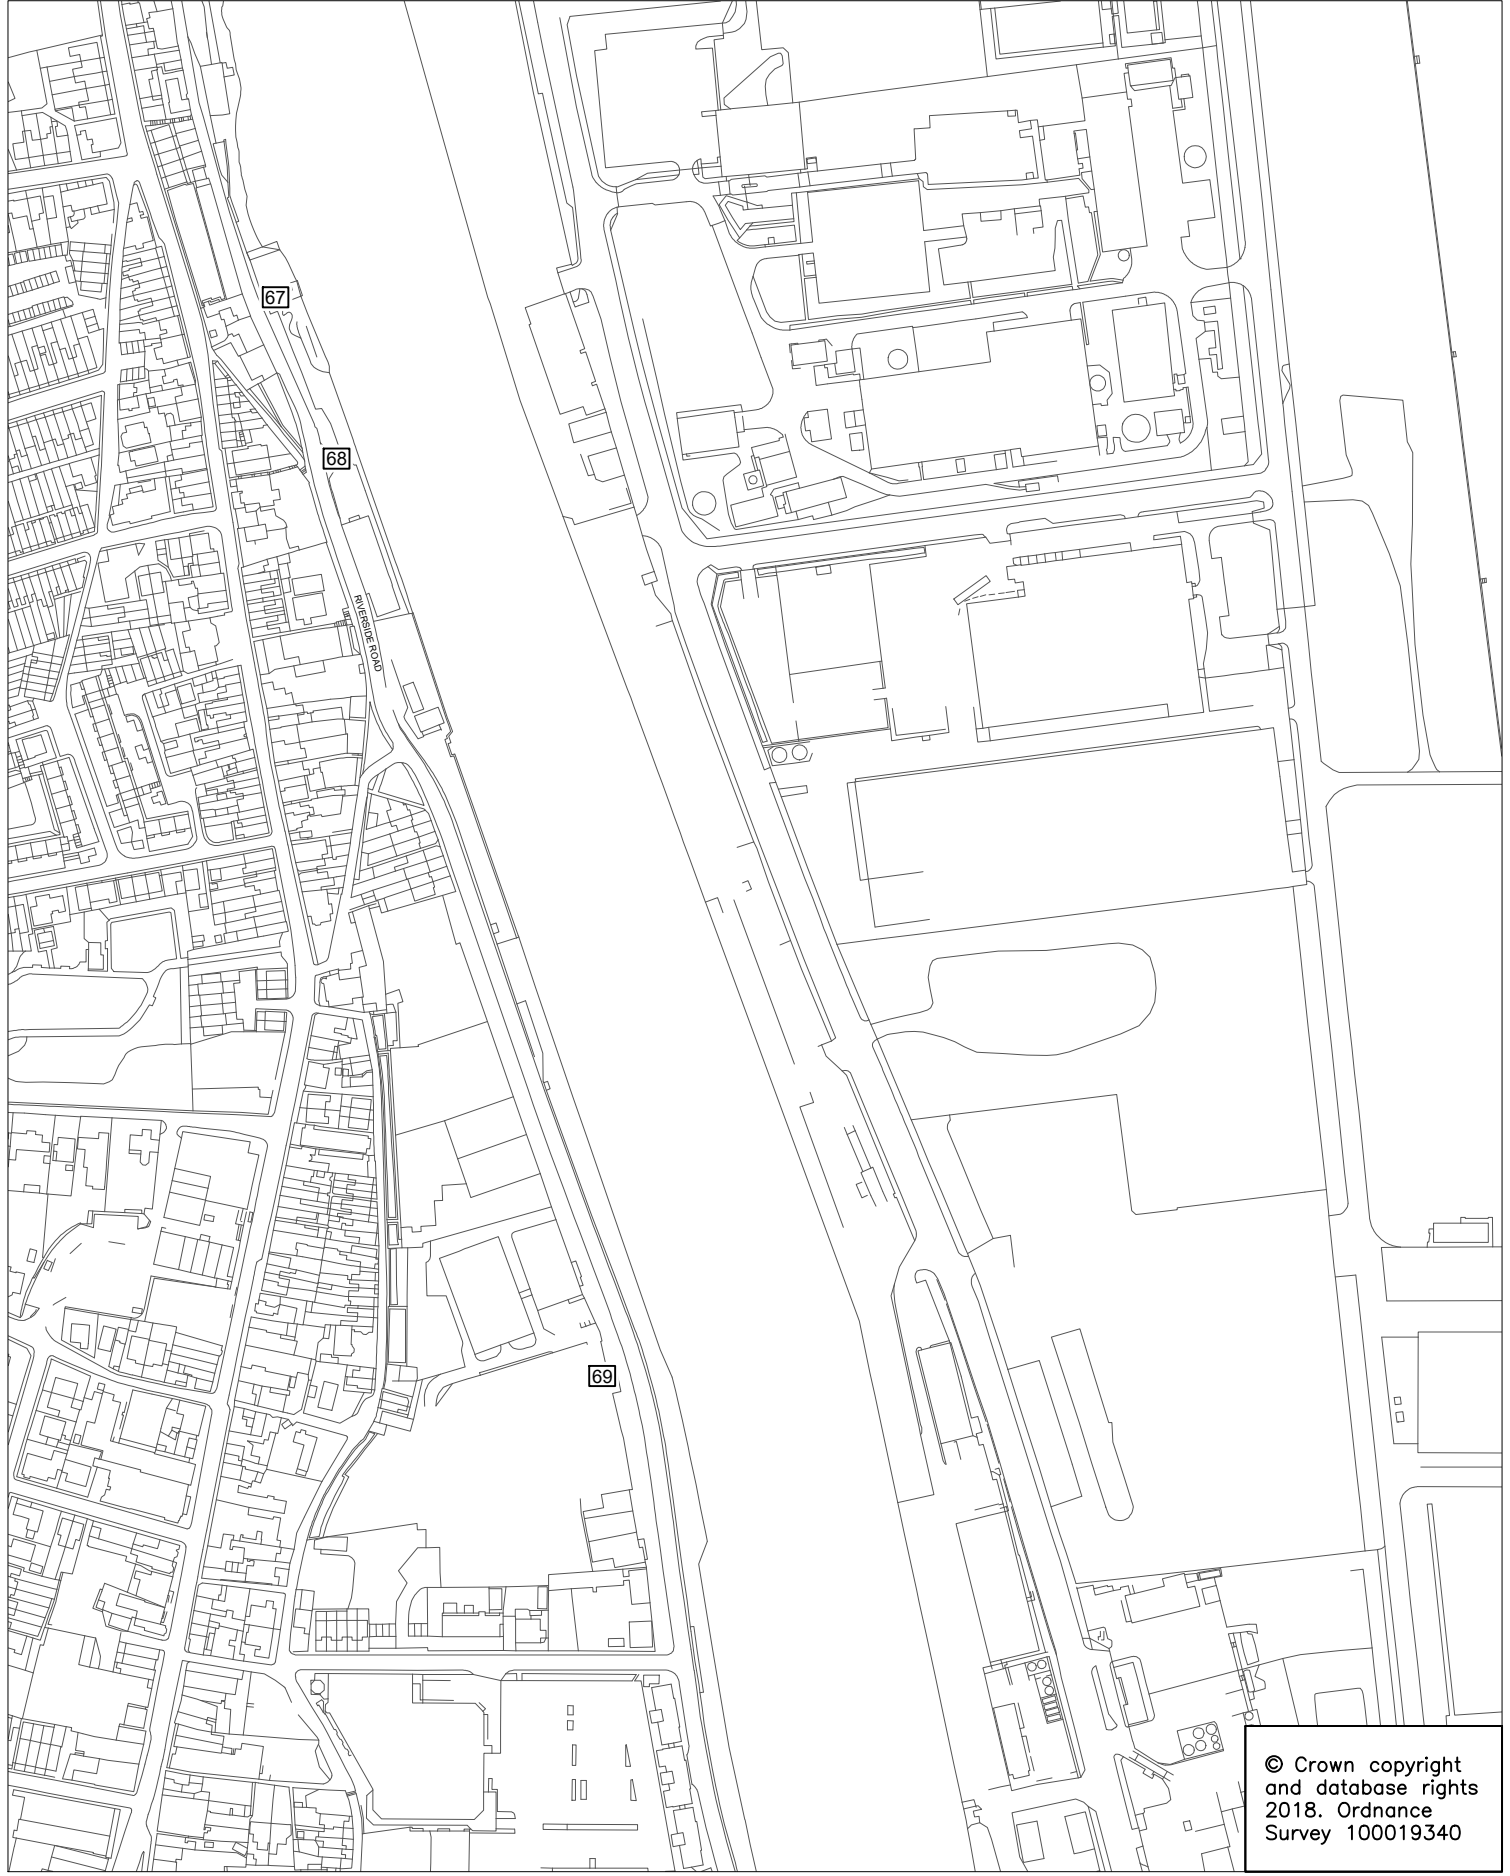 67
68
RIVERSIDE ROAD
69
© Crown copyright
and database rights
2018. Ordnance
Survey 100019340